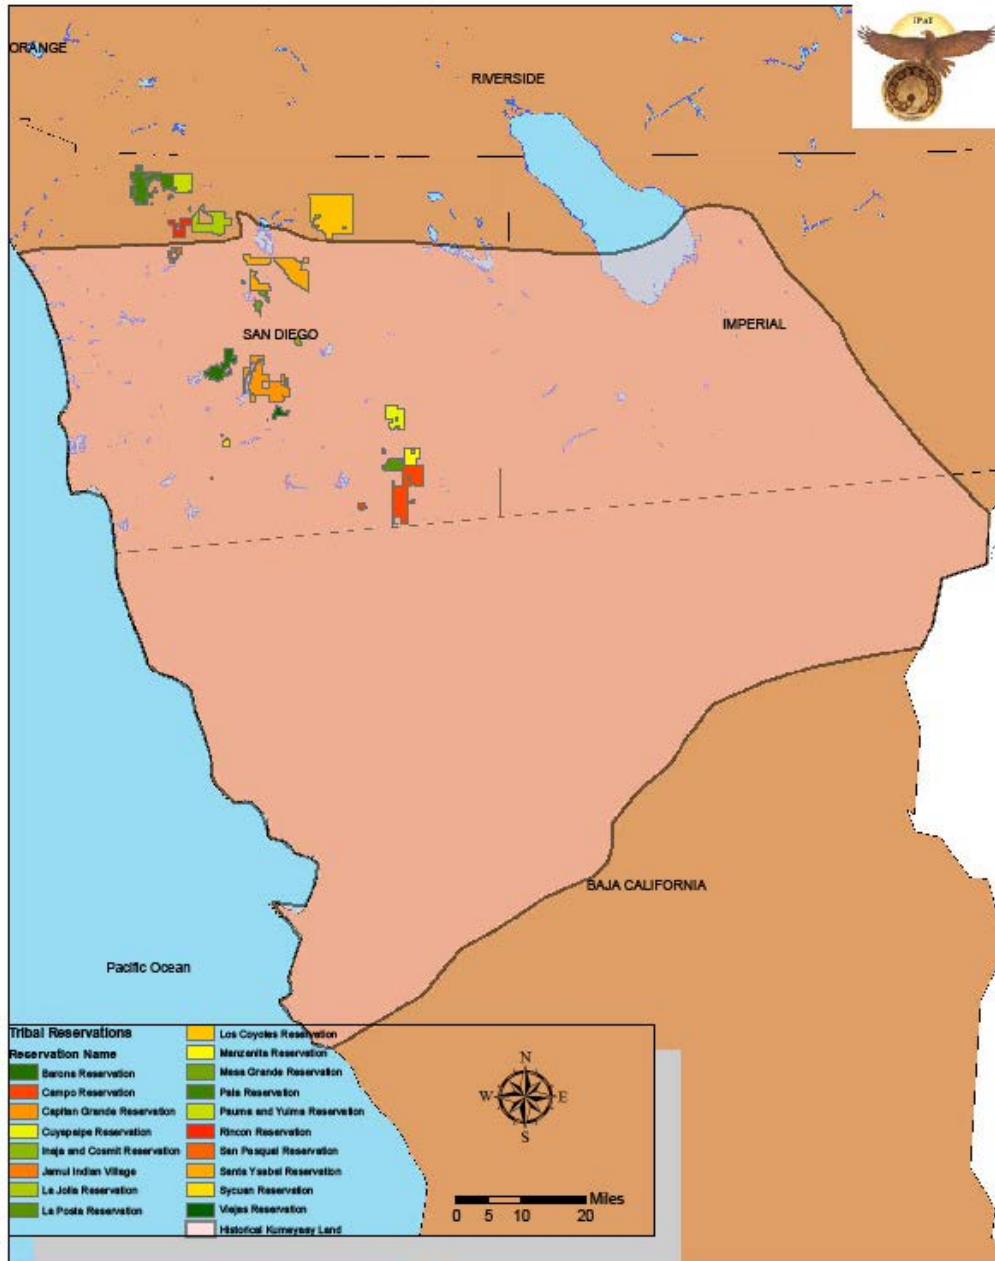 ORANGE
iPaI
RIVERSIDE
SAN DIEGO
IMPERIAL
BAJA CALIFORNIA
Pacific Ocean
Tribal Reservations
Reservation Name
Barona Reservation
Campo Reservation
Capitan Grande Reservation
Cuyapaipe Reservation
Inaja and Cosmit Reservation
Jamul Indian Village
La Jolla Reservation
La Posta Reservation
Los Coyotes Reservation
Manzanita Reservation
Mesa Grande Reservation
Pala Reservation
Pauma and Yuima Reservation
Rincon Reservation
San Pasqual Reservation
Santa Ysabel Reservation
Sycuan Reservation
Viejas Reservation
Historical Kumeyaay Land
N
W E
S
Miles
0 5 10 20